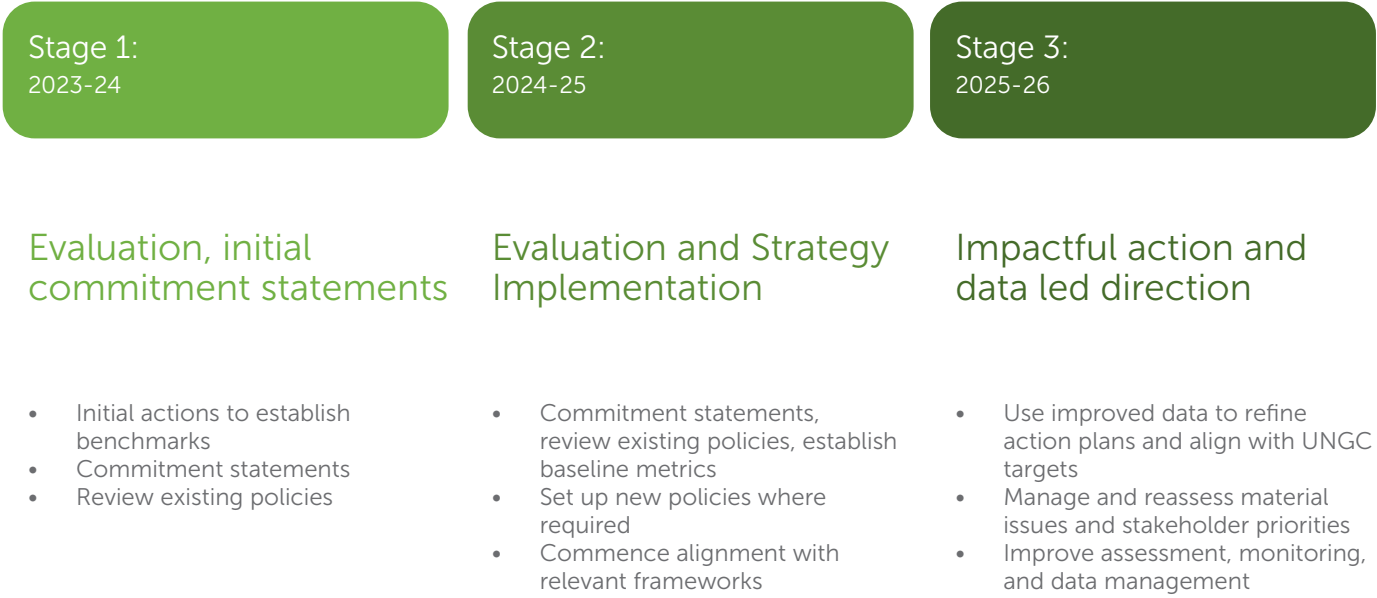 Stage 1:
2023-24
Evaluation, initial
commitment statements
• Initial actions to establish
benchmarks
• Commitment statements
• Review existing policies
Stage 2:
2024-25
Evaluation and Strategy
Implementation
• Commitment statements,
review existing policies, establish
baseline metrics
• Set up new policies where
required
• Commence alignment with
relevant frameworks
Stage 3:
2025-26
Impactful action and
data led direction
• Use improved data to refine
action plans and align with UNGC
targets
• Manage and reassess material
issues and stakeholder priorities
• Improve assessment, monitoring,
and data management